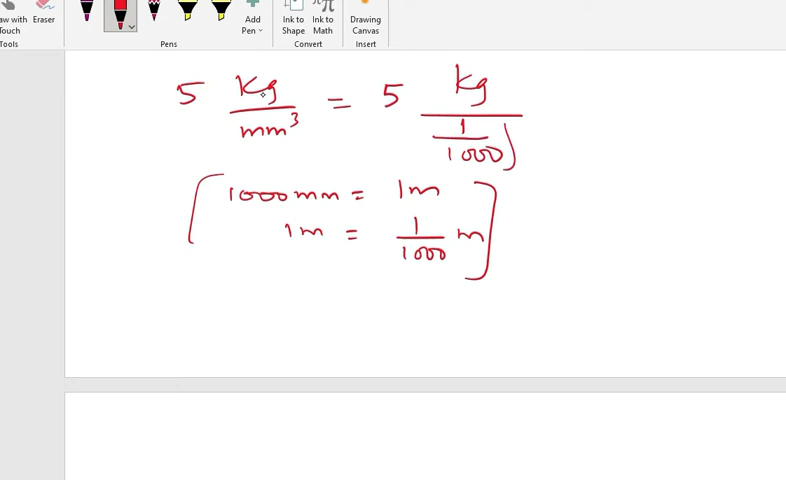 aw with Eraser Add Ink to Ink to Drawing
Touch Pen Shape Math Canvas
Tools Pens Convert Insert
5 Kg/mm³ = 5 kg/(1/1000)
[1000mm = 1m
1m = 1/1000 m]